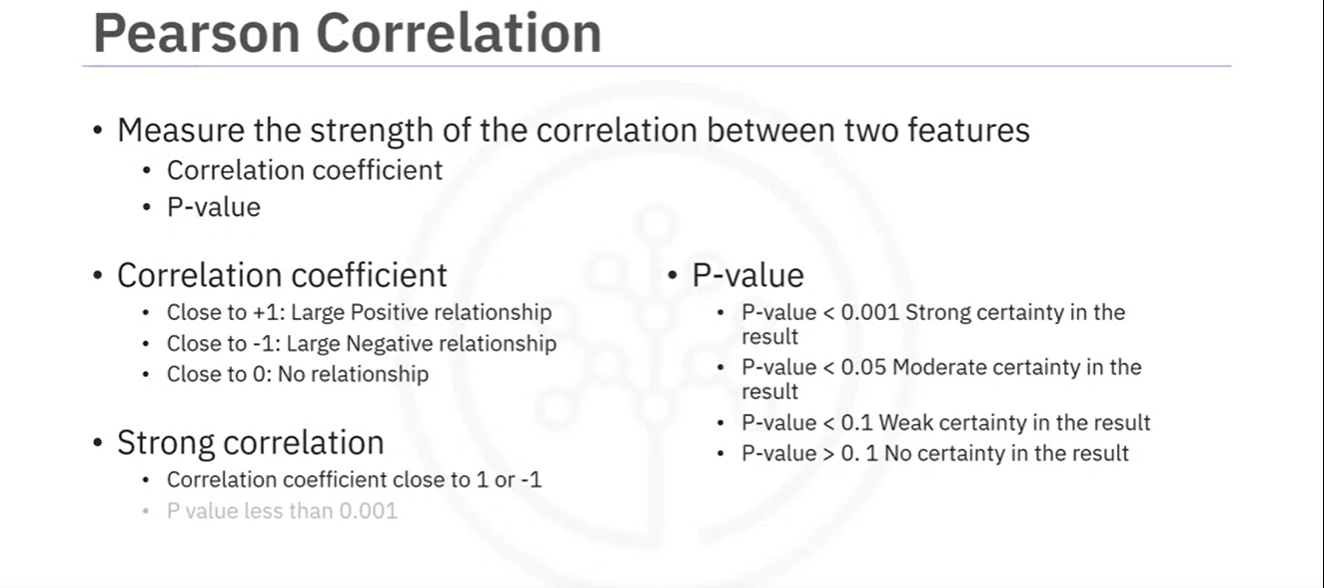 Pearson Correlation
• Measure the strength of the correlation between two features
• Correlation coefficient
• P-value
• Correlation coefficient
• Close to +1: Large Positive relationship
• Close to -1: Large Negative relationship
• Close to 0: No relationship
• Strong correlation
• Correlation coefficient close to 1 or -1
• P value less than 0.001
• P-value
• P-value < 0.001 Strong certainty in the
result
• P-value < 0.05 Moderate certainty in the
result
• P-value < 0.1 Weak certainty in the result
• P-value > 0. 1 No certainty in the result